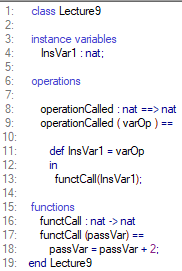 1: class Lecture9
2:
3: instance variables
4: InsVar1 : nat;
5:
6: operations
7:
8: operationCalled : nat ==> nat
9: operationCalled ( varOp ) ==
10:
11: def InsVar1 = varOp
12: in
13: functCall(InsVar1);
14:
15: functions
16: functCall : nat -> nat
17: functCall (passVar) ==
18: passVar = passVar + 2;
19: end Lecture9